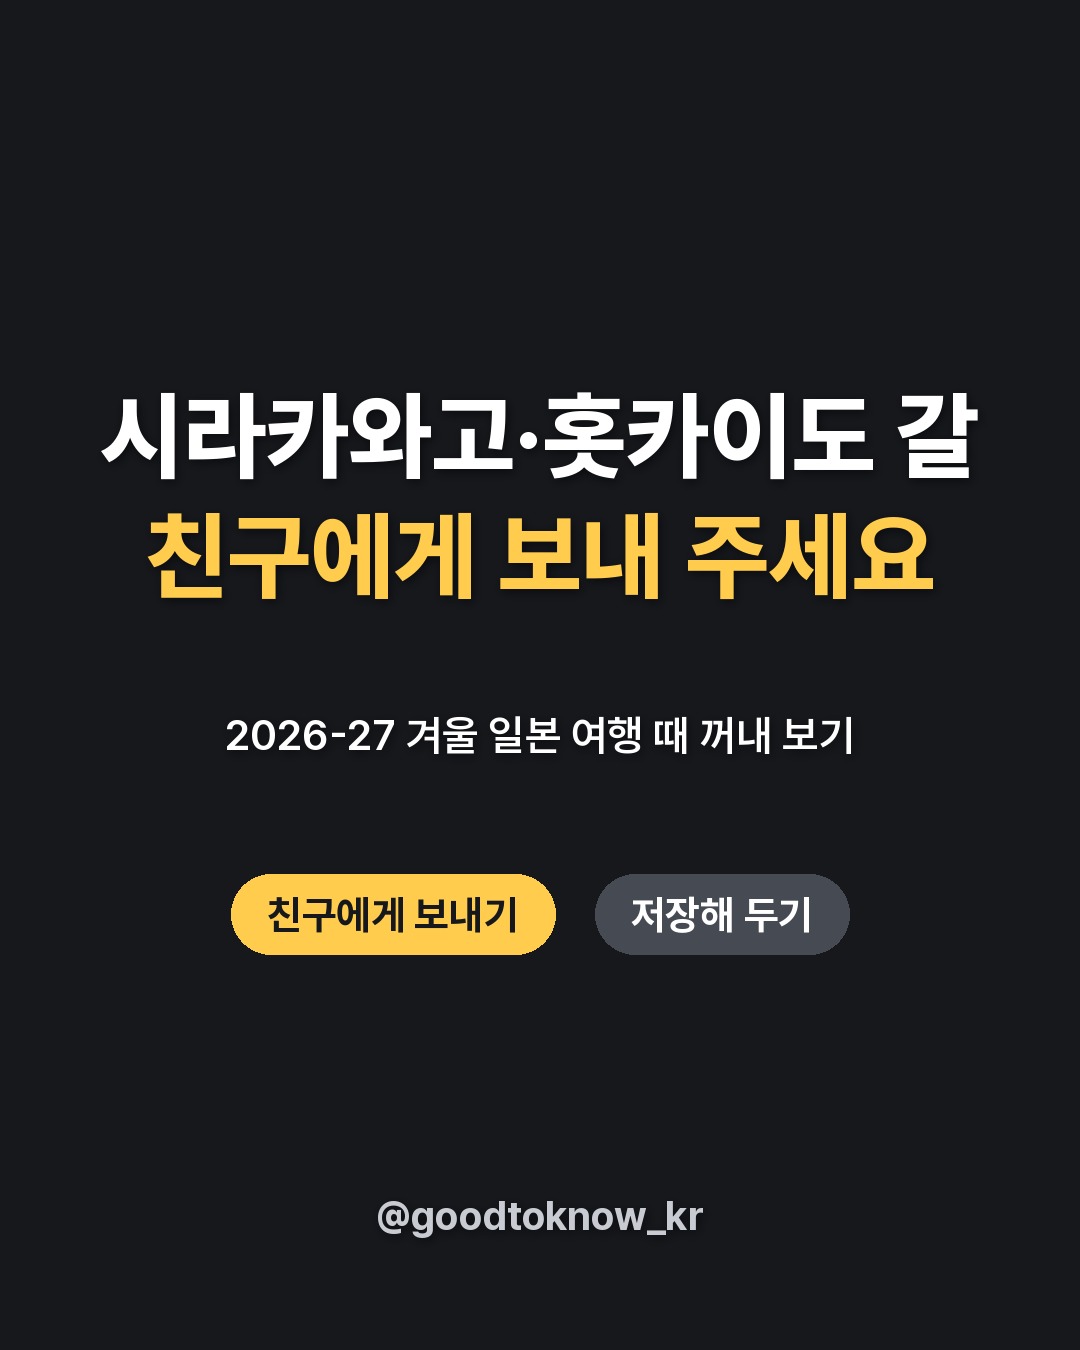 시라카와고·홋카이도 갈
친구에게 보내 주세요
2026-27 겨울 일본 여행 때 꺼내 보기
친구에게 보내기
저장해 두기
@goodtoknow_kr